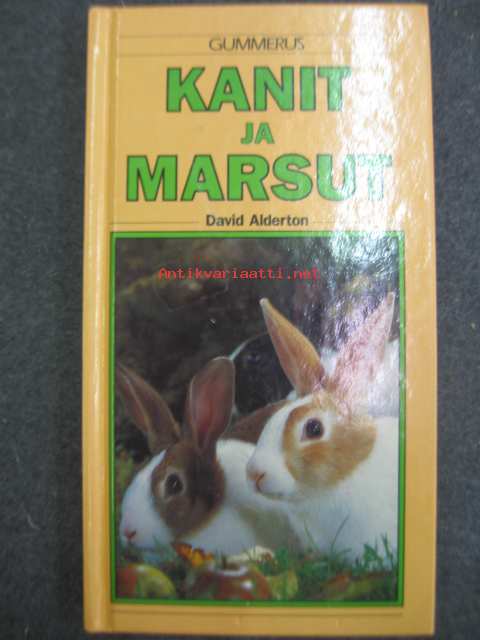 GUMMERUS
KANIT
JA
MARSUT
David Alderton
Antikvariaatti.net